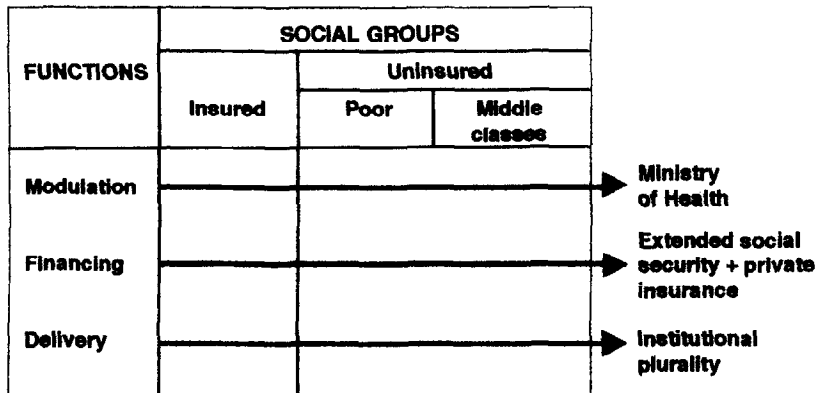 SOCIAL GROUPS
FUNCTIONS
Uninsured
Insured
Poor
Middle
classes
Modulation
Ministry
of Health
Financing
Extended social
security + private
insurance
Delivery
Institutional
plurality